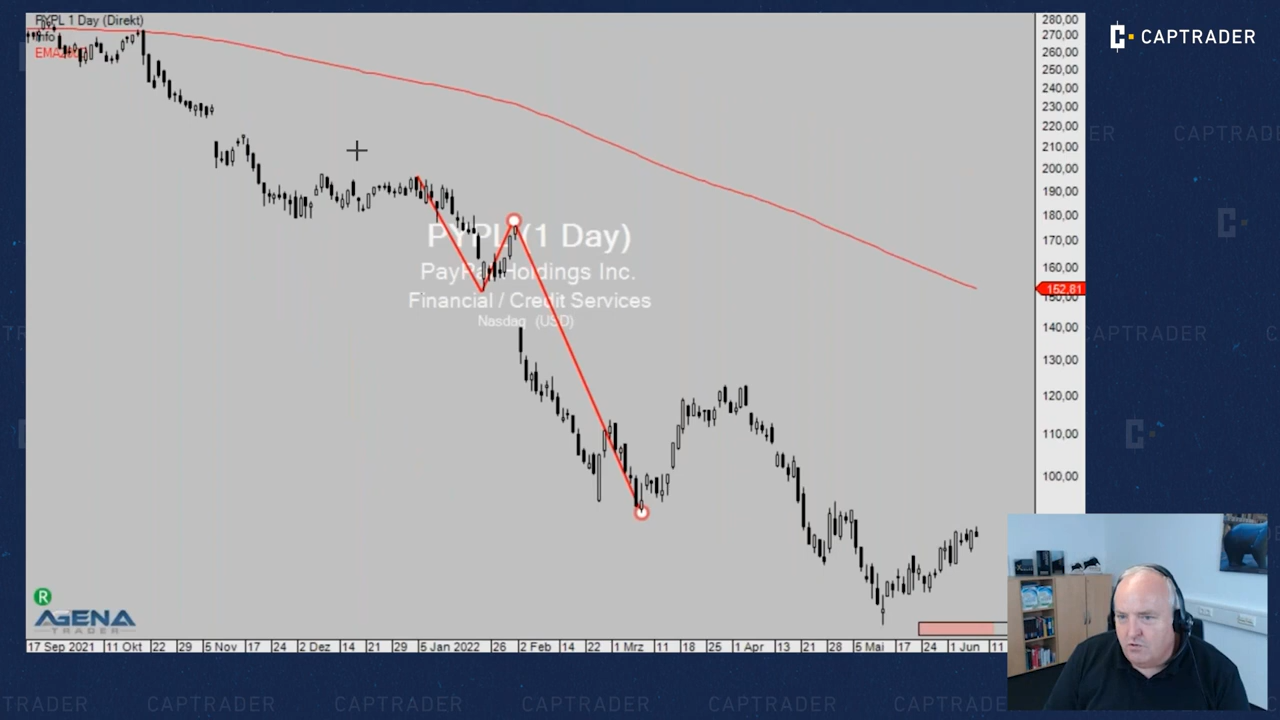 PYPL 1 Day (Direkt)
Info
CAPTRADER
280,00
270,00
260,00
250,00
240,00
230,00
220,00
210,00
200,00
190,00
180,00
170,00
160,00
152,81
150,00
140,00
130,00
120,00
110,00
100,00
PYPL (1 Day)
PayPal Holdings Inc.
Financial / Credit Services
Nasdaq (USD)
R
AGENA
TRADER
17 Sep 2021 11 Okt 22 29 5 Nov 17 24 2 Dez 14 21 29 5 Jan 2022 26 2 Feb 14 22 1 Mrz 11 18 25 1 Apr 13 21 28 5 Mai 17 24 1 Jun 11
CAPTRADER
CAPTRADER CAPTRADER CAPTRADER CAPTRADER CAPTRADER